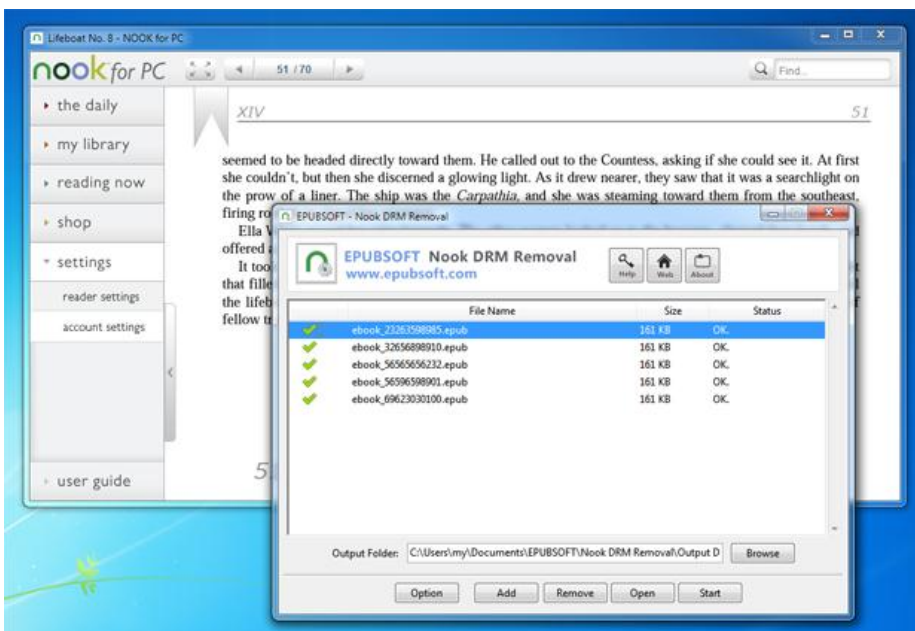 Lifeboat No. 8 - NOOK for PC
nook for PC
51 / 70
Find...
the daily
my library
reading now
shop
settings
reader settings
account settings
user guide
XIV 51
seemed to be headed directly toward them. He called out to the Countess, asking if she could see it. At first
she couldn't, but then she discerned a glowing light. As it drew nearer, they saw that it was a searchlight on
the prow of a liner. The ship was the Carpathia, and she was steaming toward them from the southeast,
firing ro
Ella
offered
It too
that fille
the lifeb
fellow tr
5
EPUBSOFT - Nook DRM Removal
EPUBSOFT Nook DRM Removal
www.epubsoft.com
Help Web About
File Name Size Status
ebook_23263598985.epub 161 KB OK.
ebook_32656898910.epub 161 KB OK.
ebook_56565656232.epub 161 KB OK.
ebook_56596598901.epub 161 KB OK.
ebook_69623030100.epub 161 KB OK.
Output Folder: C:\Users\my\Documents\EPUBSOFT\Nook DRM Removal\Output D Browse
Option Add Remove Open Start